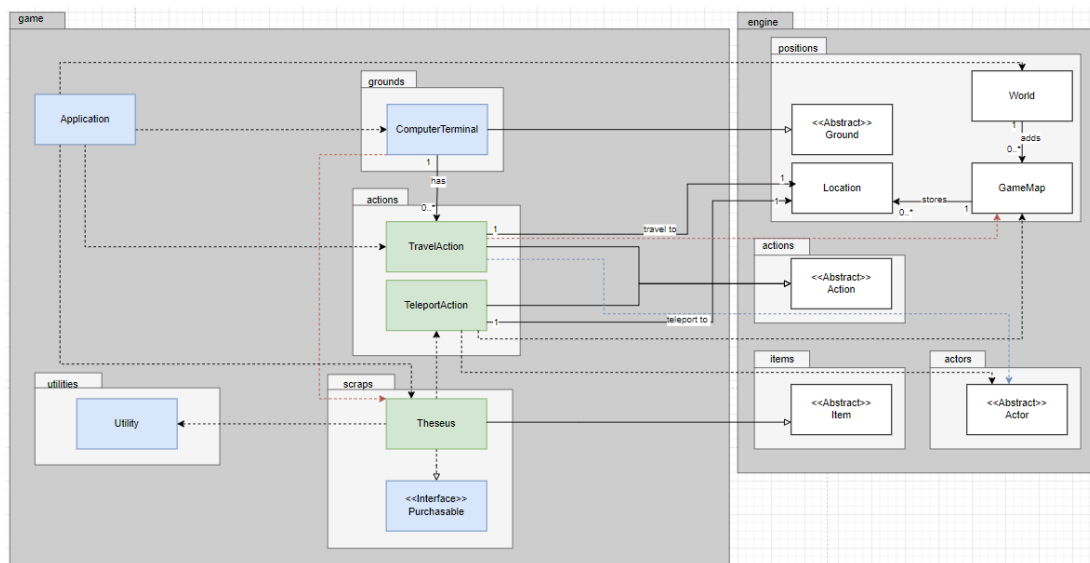 game
engine
positions
grounds
World
Application
ComputerTerminal
<<Abstract>>
Ground
1
adds
0..*
1
has
0..*
Location
GameMap
1
1
stores
0..*
1
actions
TravelAction
1
travel to
actions
<<Abstract>>
Action
TeleportAction
1
teleport to
utilities
Utility
scraps
Theseus
<<Interface>>
Purchasable
items
<<Abstract>>
Item
actors
<<Abstract>>
Actor